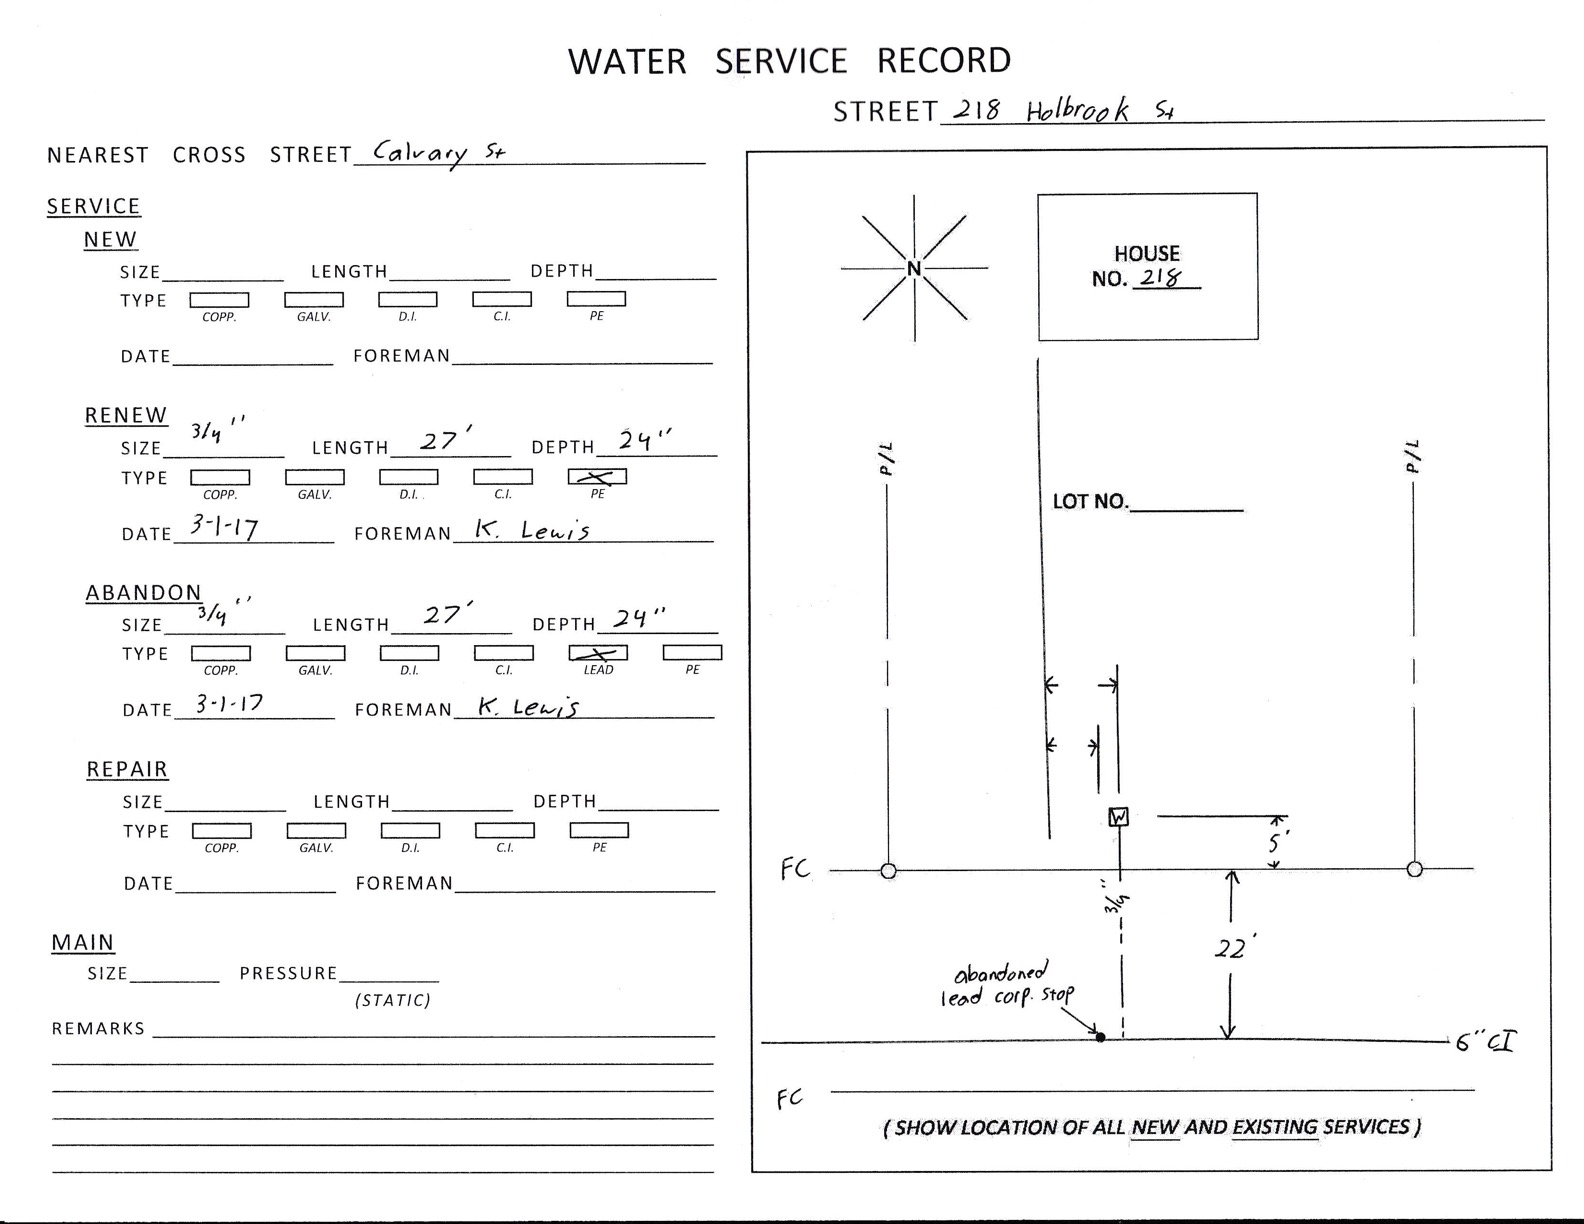 WATER SERVICE RECORD
STREET 218 Holbrook St
NEAREST CROSS STREET Calvary St
SERVICE
NEW
SIZE LENGTH DEPTH
TYPE
COPP. GALV. D.I. C.I. PE
DATE FOREMAN
RENEW
SIZE 3/4" LENGTH 27' DEPTH 24"
TYPE X
COPP. GALV. D.I. C.I. PE
DATE 3-1-17 FOREMAN K. Lewis
ABANDON
SIZE 3/4" LENGTH 27' DEPTH 24"
TYPE X
COPP. GALV. D.I. C.I. LEAD PE
DATE 3-1-17 FOREMAN K. Lewis
REPAIR
SIZE LENGTH DEPTH
TYPE
COPP. GALV. D.I. C.I. PE
DATE FOREMAN
MAIN
SIZE PRESSURE
(STATIC)
REMARKS
N
HOUSE
NO. 218
P/L
P/L
LOT NO.
W
5'
FC
3/4"
22'
abandoned
lead corp. stop
6" CI
FC
( SHOW LOCATION OF ALL NEW AND EXISTING SERVICES )